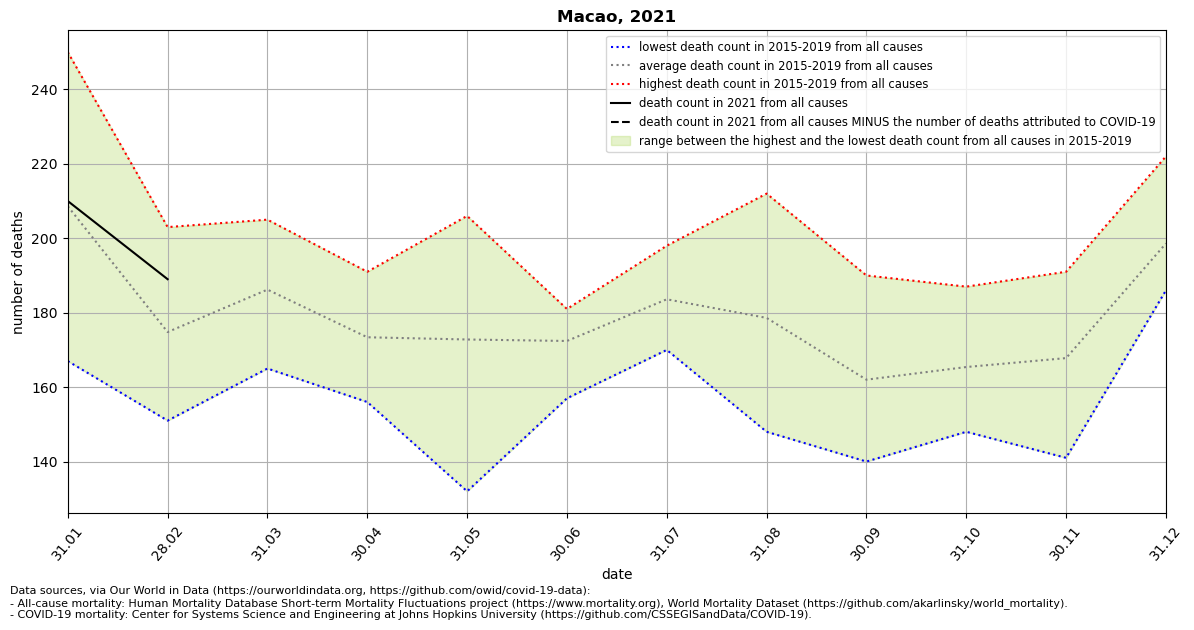 Macao, 2021
lowest death count in 2015-2019 from all causes
average death count in 2015-2019 from all causes
highest death count in 2015-2019 from all causes
death count in 2021 from all causes
death count in 2021 from all causes MINUS the number of deaths attributed to COVID-19
range between the highest and the lowest death count from all causes in 2015-2019
number of deaths
240
220
200
180
160
140
31.01
28.02
31.03
30.04
31.05
30.06
31.07
31.08
30.09
31.10
30.11
31.12
date
Data sources, via Our World in Data (https://ourworldindata.org, https://github.com/owid/covid-19-data):
- All-cause mortality: Human Mortality Database Short-term Mortality Fluctuations project (https://www.mortality.org), World Mortality Dataset (https://github.com/akarlinsky/world_mortality).
- COVID-19 mortality: Center for Systems Science and Engineering at Johns Hopkins University (https://github.com/CSSEGISandData/COVID-19).